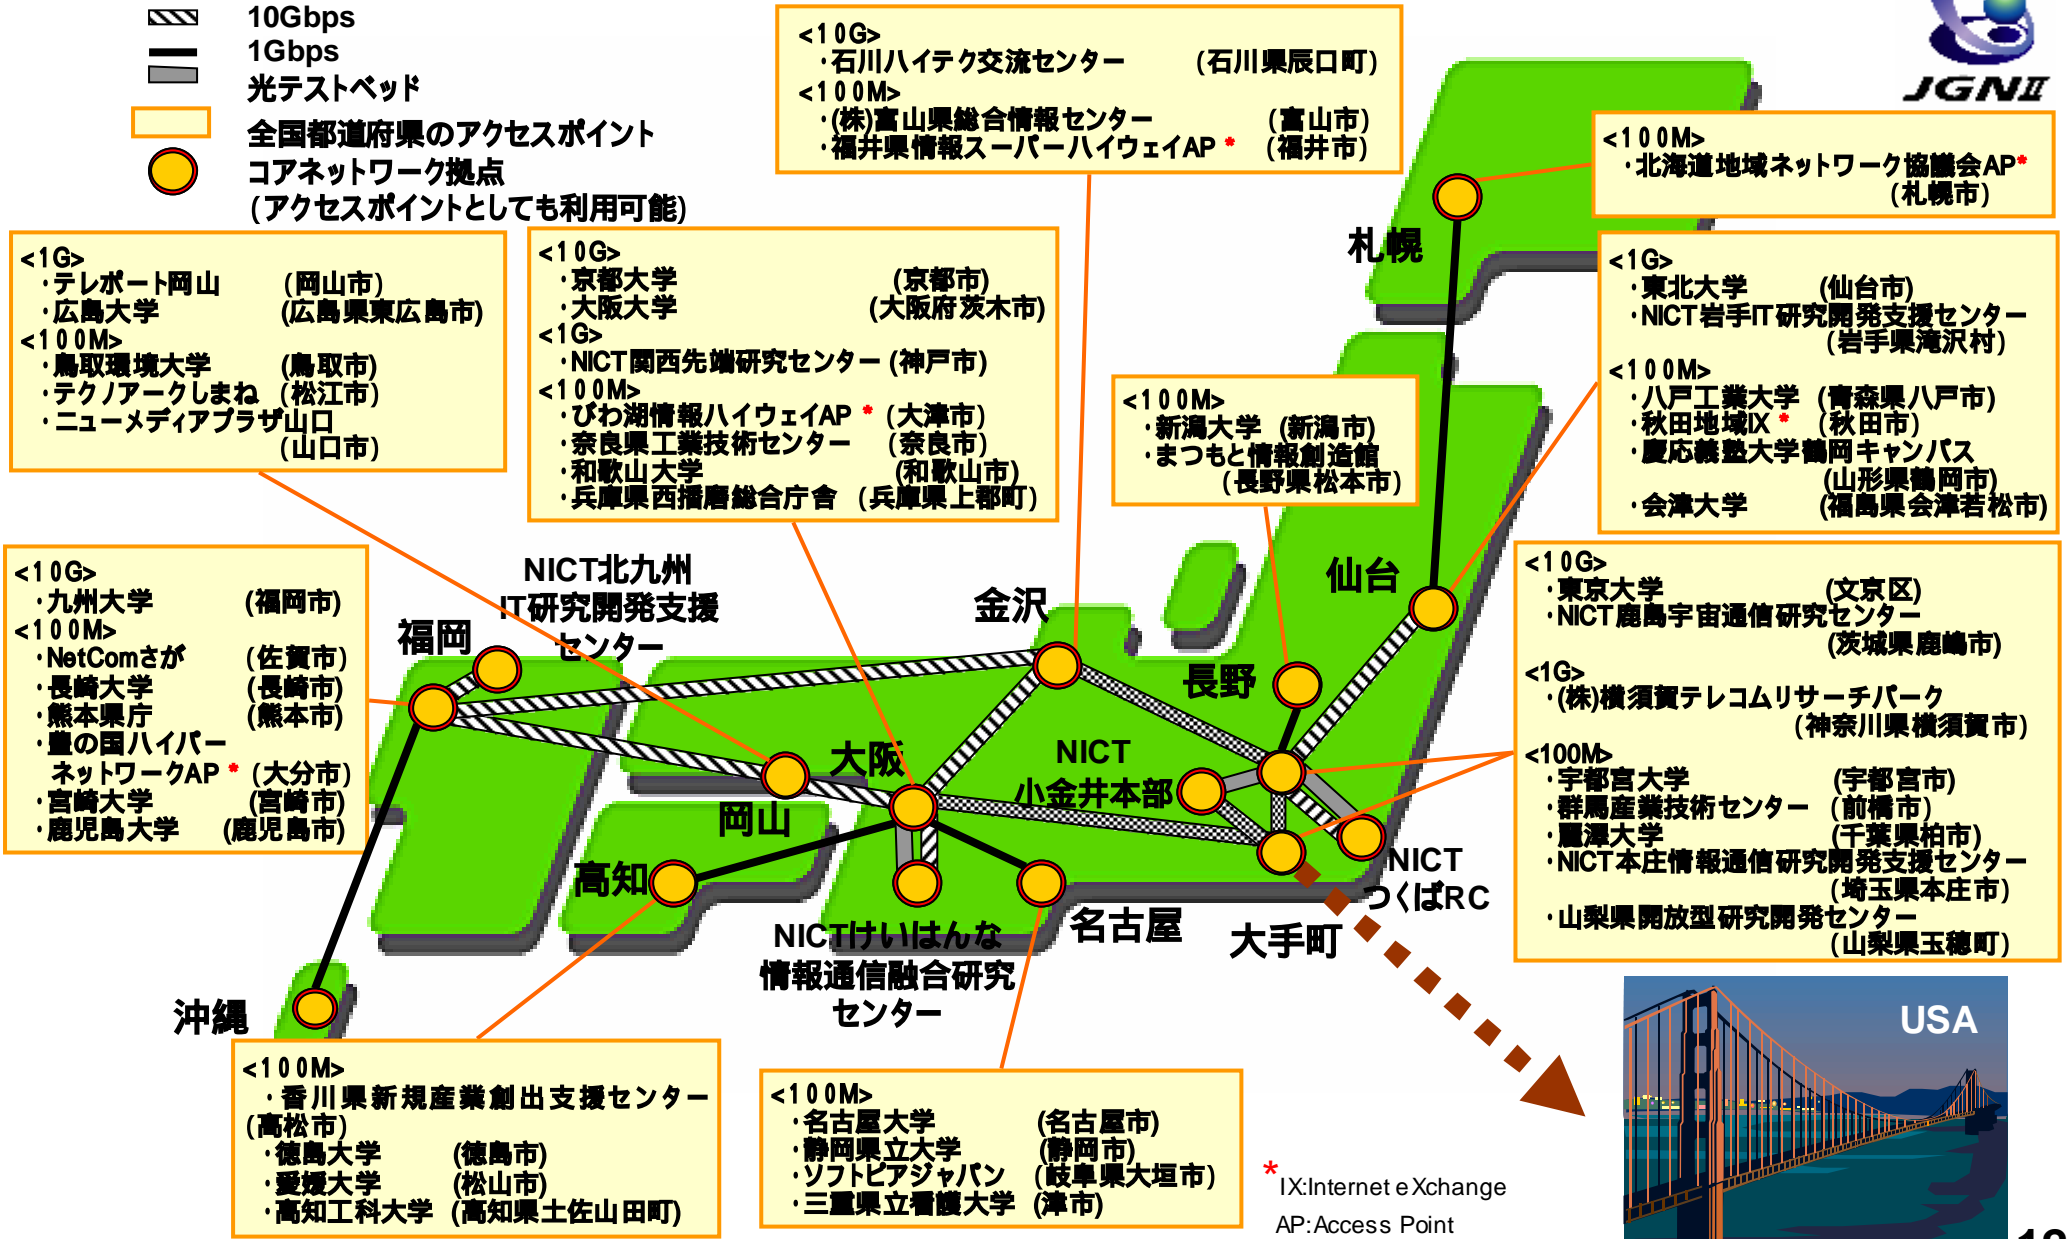 10Gbps
1Gbps
光テストベッド
全国都道府県のアクセスポイント
コアネットワーク拠点
(アクセスポイントとしても利用可能)
JGNⅡ
<10G>
・石川ハイテク交流センター (石川県辰口町)
<100M>
・(株)富山県総合情報センター (富山市)
・福井県情報スーパーハイウェイAP * (福井市)
<100M>
・北海道地域ネットワーク協議会AP*
(札幌市)
<1G>
・テレポート岡山 (岡山市)
・広島大学 (広島県東広島市)
<100M>
・鳥取環境大学 (鳥取市)
・テクノアークしまね (松江市)
・ニューメディアプラザ山口
(山口市)
<10G>
・京都大学 (京都市)
・大阪大学 (大阪府茨木市)
<1G>
・NICT関西先端研究センター (神戸市)
<100M>
・びわ湖情報ハイウェイAP * (大津市)
・奈良県工業技術センター (奈良市)
・和歌山大学 (和歌山市)
・兵庫県西播磨総合庁舎 (兵庫県上郡町)
<100M>
・新潟大学 (新潟市)
・まつもと情報創造館
(長野県松本市)
<1G>
・東北大学 (仙台市)
・NICT岩手IT研究開発支援センター
(岩手県滝沢村)
<100M>
・八戸工業大学 (青森県八戸市)
・秋田地域IX * (秋田市)
・慶応義塾大学鶴岡キャンパス
(山形県鶴岡市)
・会津大学 (福島県会津若松市)
<10G>
・九州大学 (福岡市)
<100M>
・NetComさが (佐賀市)
・長崎大学 (長崎市)
・熊本県庁 (熊本市)
・豊の国ハイパー
ネットワークAP * (大分市)
・宮崎大学 (宮崎市)
・鹿児島大学 (鹿児島市)
<10G>
・東京大学 (文京区)
・NICT鹿島宇宙通信研究センター
(茨城県鹿嶋市)
<1G>
・(株)横須賀テレコムリサーチパーク
(神奈川県横須賀市)
<100M>
・宇都宮大学 (宇都宮市)
・群馬産業技術センター (前橋市)
・麗澤大学 (千葉県柏市)
・NICT本庄情報通信研究開発支援センター
(埼玉県本庄市)
・山梨県開放型研究開発センター
(山梨県玉穂町)
札幌
仙台
NICT北九州
IT研究開発支援
センター
福岡
金沢
長野
大阪
NICT
小金井本部
岡山
高知
NICT
つくばRC
名古屋
大手町
NICTけいはんな
情報通信融合研究
センター
沖縄
<100M>
・香川県新規産業創出支援センター
(高松市)
・徳島大学 (徳島市)
・愛媛大学 (松山市)
・高知工科大学 (高知県土佐山田町)
<100M>
・名古屋大学 (名古屋市)
・静岡県立大学 (静岡市)
・ソフトピアジャパン (岐阜県大垣市)
・三重県立看護大学 (津市)
USA
*IX:Internet eXchange
AP:Access Point